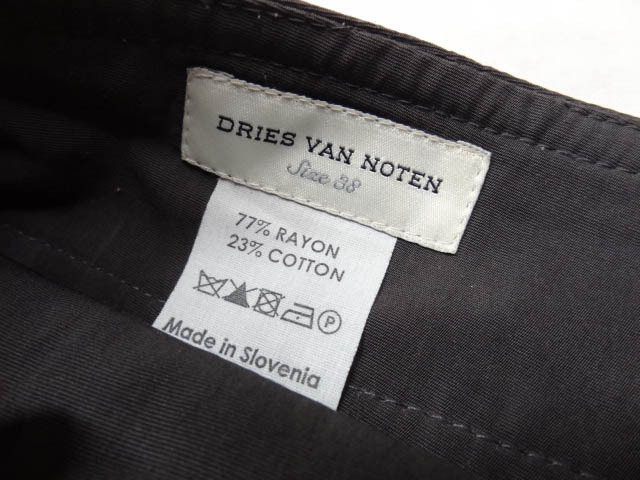 DRIES VAN NOTEN
Size 38
77% RAYON
23% COTTON
P
Made in Slovenia